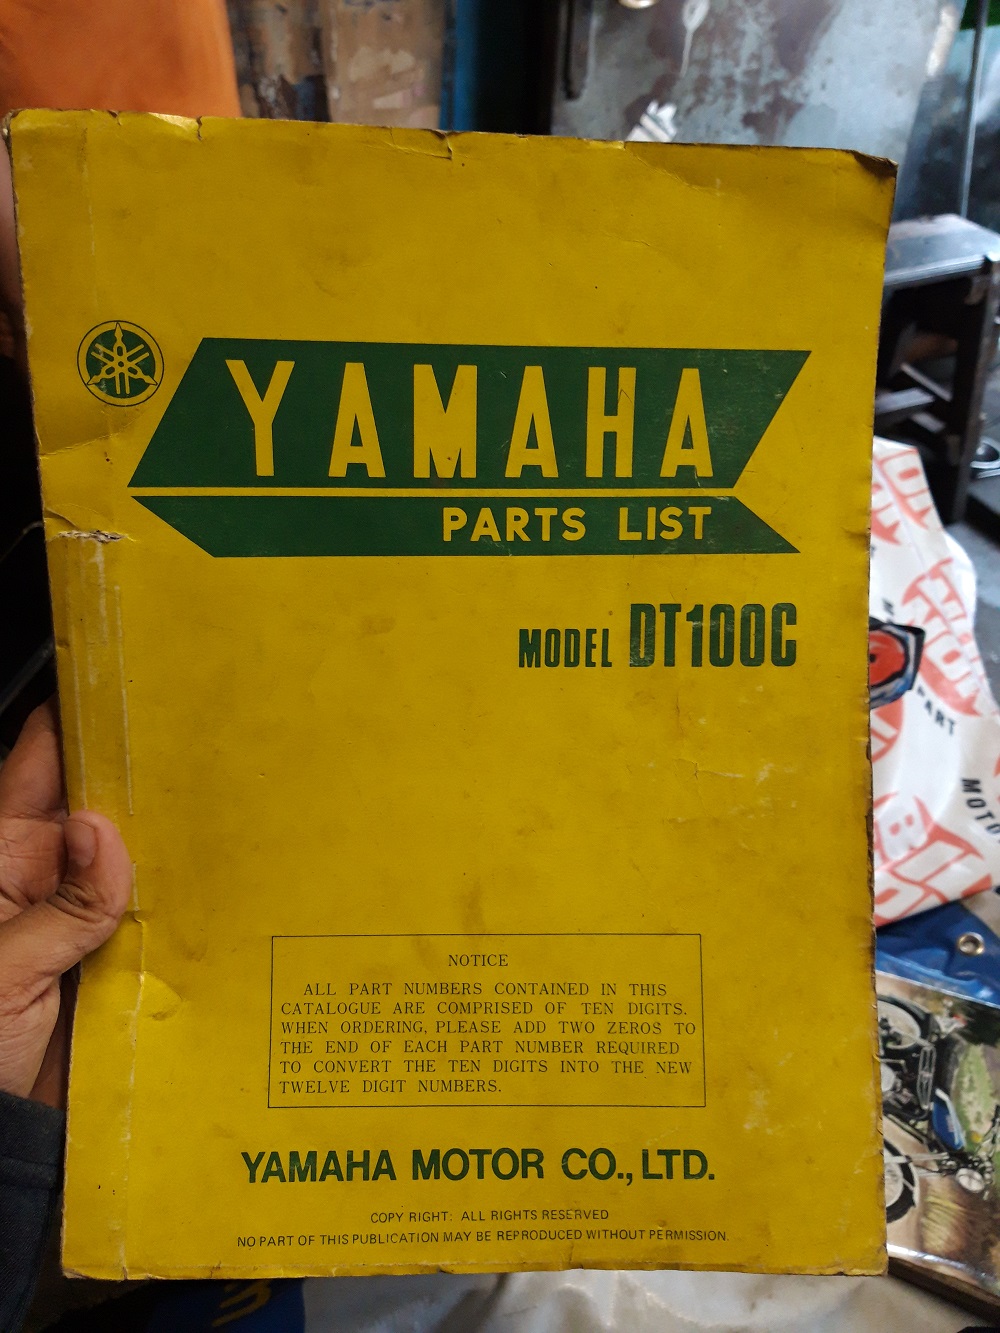 YAMAHA
PARTS LIST
MODEL DT100C
NOTICE
ALL PART NUMBERS CONTAINED IN THIS
CATALOGUE ARE COMPRISED OF TEN DIGITS.
WHEN ORDERING, PLEASE ADD TWO ZEROS TO
THE END OF EACH PART NUMBER REQUIRED
TO CONVERT THE TEN DIGITS INTO THE NEW
TWELVE DIGIT NUMBERS.
YAMAHA MOTOR CO., LTD.
COPY RIGHT: ALL RIGHTS RESERVED
NO PART OF THIS PUBLICATION MAY BE REPRODUCED WITHOUT PERMISSION.